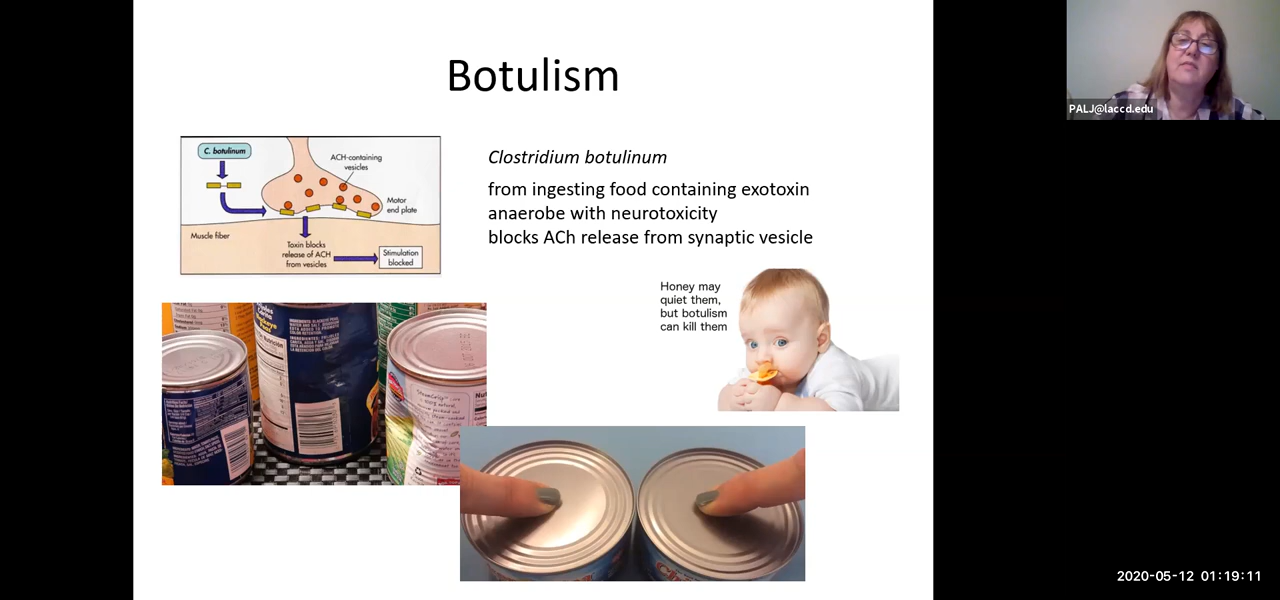 Botulism
C. botulinum
ACH-containing
vesicles
Motor
end plate
Muscle fiber
Toxin blocks
release of ACH
from vesicles
Stimulation
blocked
Clostridium botulinum
from ingesting food containing exotoxin
anaerobe with neurotoxicity
blocks ACh release from synaptic vesicle
Honey may
quiet them,
but botulism
can kill them
PALJ@laccd.edu
2020-05-12 01:19:11